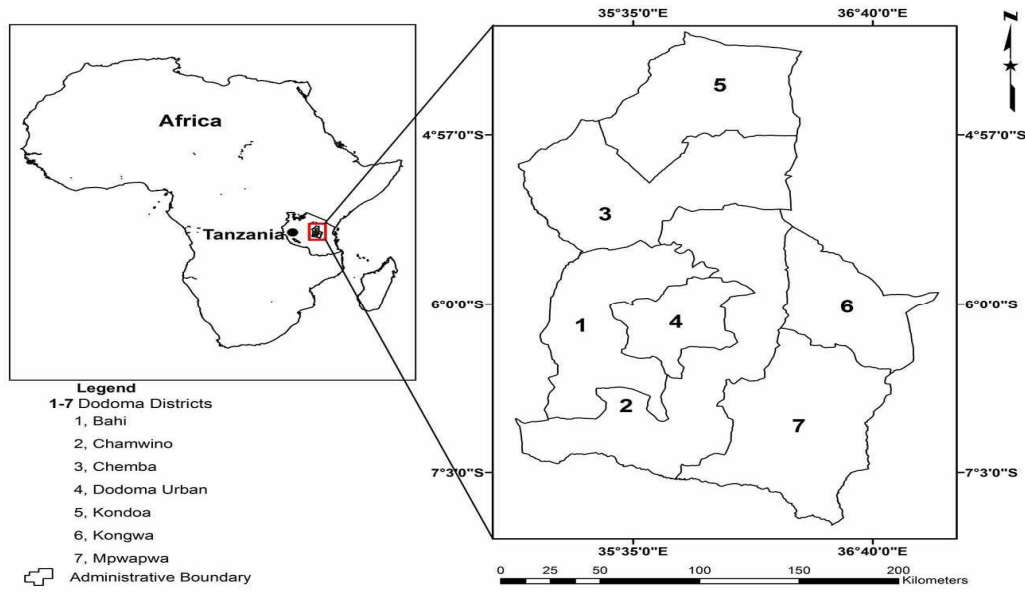 Africa
Tanzania
Legend
1-7 Dodoma Districts
1, Bahi
2, Chamwino
3, Chemba
4, Dodoma Urban
5, Kondoa
6, Kongwa
7, Mpwapwa
Administrative Boundary
35°35'0"E 36°40'0"E
N
4°57'0"S 4°57'0"S
6°0'0"S 6°0'0"S
7°3'0"S 7°3'0"S
5
3
6
1
4
2
7
35°35'0"E 36°40'0"E
0 25 50 100 150 200
Kilometers